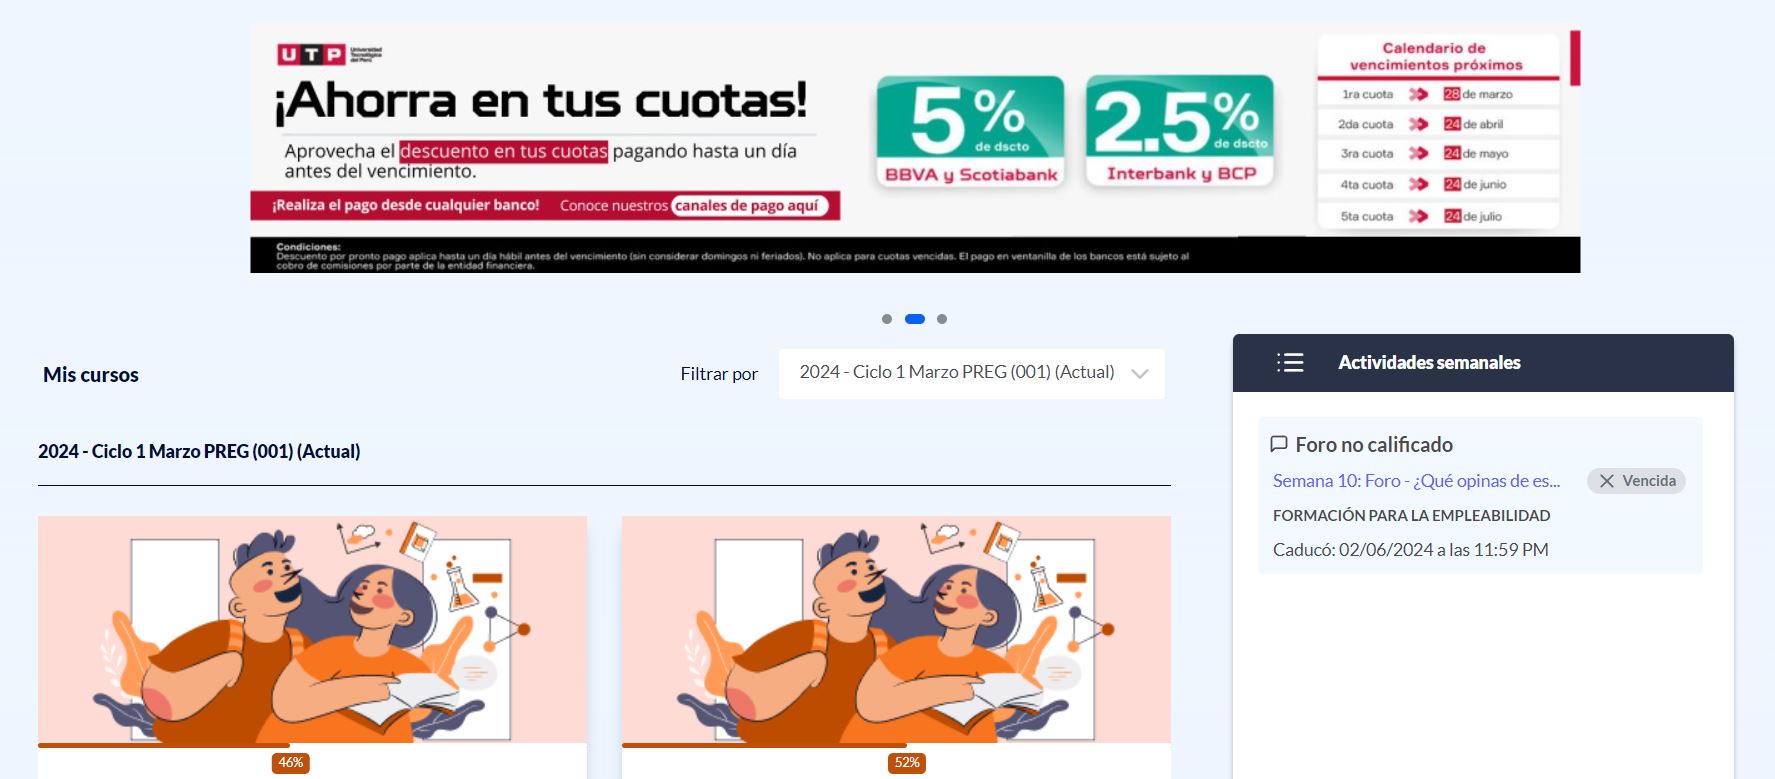 UTP Universidad
Tecnológica
del Perú
¡Ahorra en tus cuotas!
Aprovecha el descuento en tus cuotas pagando hasta un día
antes del vencimiento.
¡Realiza el pago desde cualquier banco! Conoce nuestros canales de pago aquí
5%
de dscto
BBVA y Scotiabank
2.5%
de dscto
Interbank y BCP
Calendario de
vencimientos próximos
1ra cuota 28 de marzo
2da cuota 24 de abril
3ra cuota 24 de mayo
4ta cuota 24 de junio
5ta cuota 24 de julio
Condiciones:
Descuento por pronto pago aplica hasta un día hábil antes del vencimiento (sin considerar domingos ni feriados). No aplica para cuotas vencidas. El pago en ventanilla de los bancos está sujeto al
cobro de comisiones por parte de la entidad financiera.
Mis cursos
Filtrar por
2024 - Ciclo 1 Marzo PREG (001) (Actual)
2024 - Ciclo 1 Marzo PREG (001) (Actual)
46%
52%
Actividades semanales
Foro no calificado
Semana 10: Foro - ¿Qué opinas de es...
Vencida
FORMACIÓN PARA LA EMPLEABILIDAD
Caducó: 02/06/2024 a las 11:59 PM